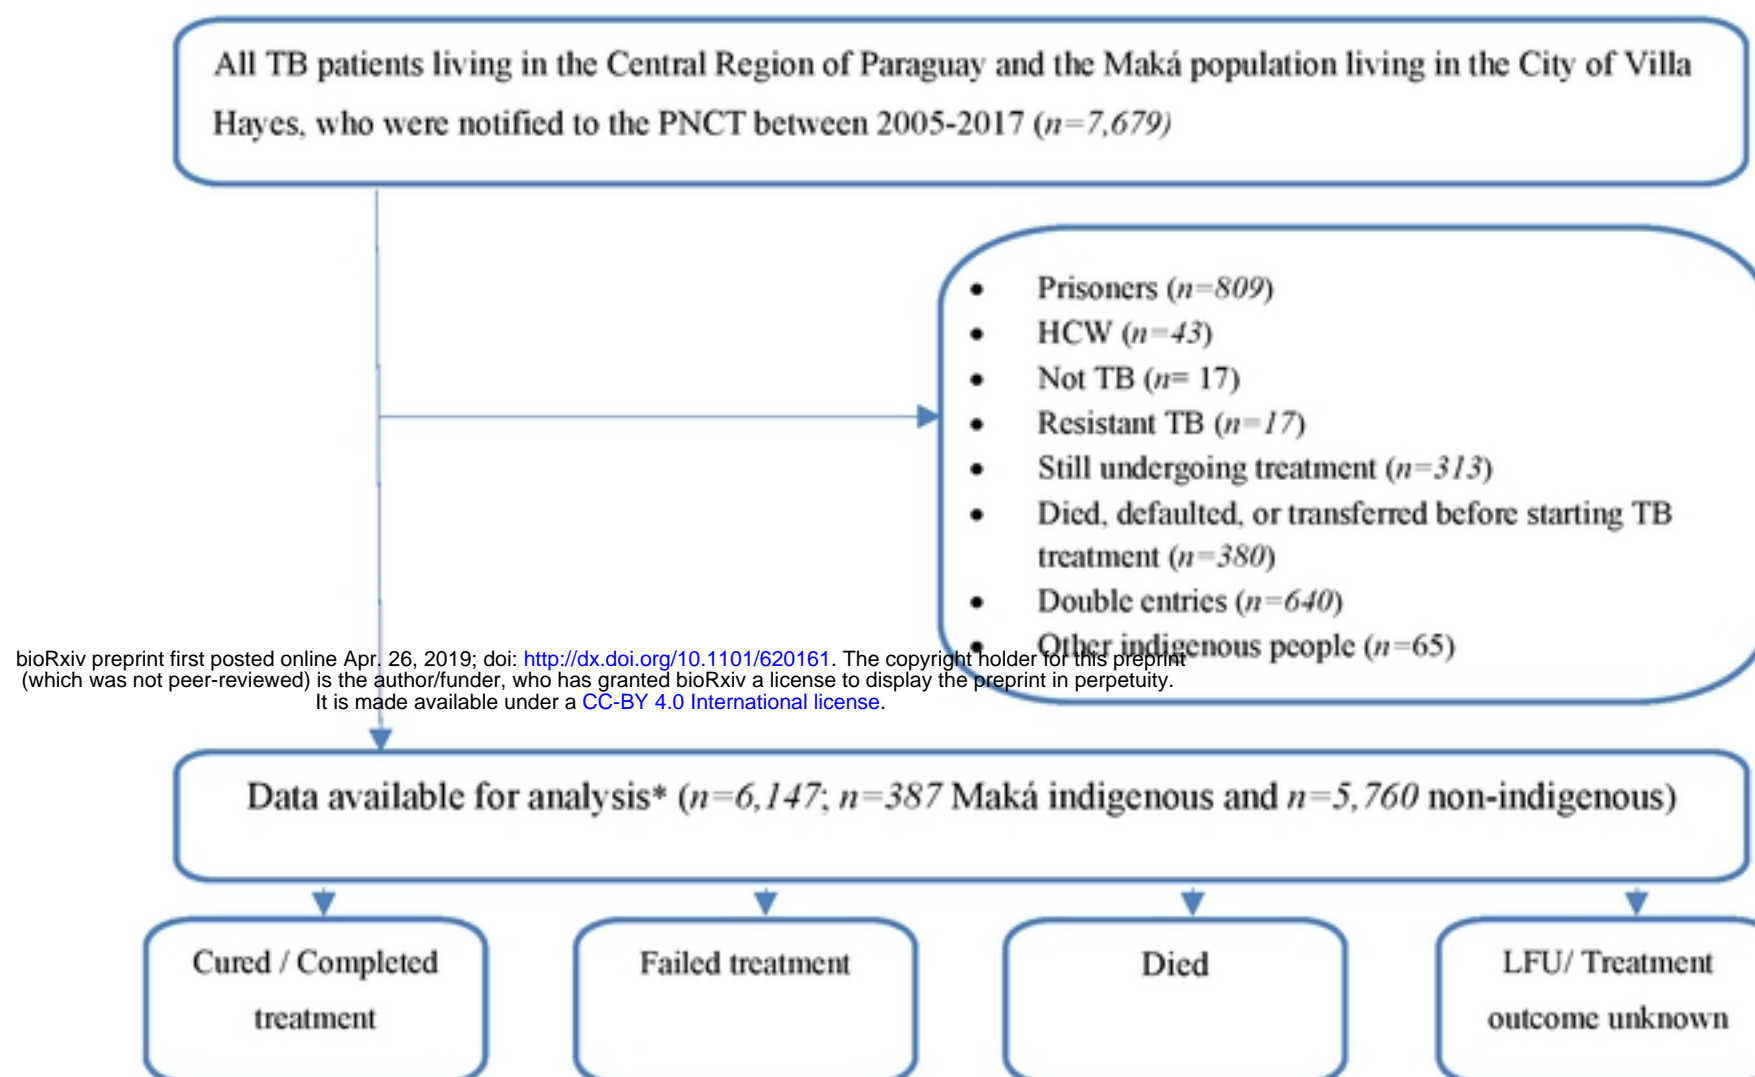 All TB patients living in the Central Region of Paraguay and the Maká population living in the City of Villa
Hayes, who were notified to the PNCT between 2005-2017 (n=7,679)
• Prisoners (n=809)
• HCW (n=43)
• Not TB (n= 17)
• Resistant TB (n=17)
• Still undergoing treatment (n=313)
• Died, defaulted, or transferred before starting TB
treatment (n=380)
• Double entries (n=640)
• Other indigenous people (n=65)
bioRxiv preprint first posted online Apr. 26, 2019; doi: http://dx.doi.org/10.1101/620161. The copyright holder for this preprint
(which was not peer-reviewed) is the author/funder, who has granted bioRxiv a license to display the preprint in perpetuity.
It is made available under a CC-BY 4.0 International license.
Data available for analysis* (n=6,147; n=387 Maká indigenous and n=5,760 non-indigenous)
Cured / Completed
treatment
Failed treatment
Died
LFU/ Treatment
outcome unknown